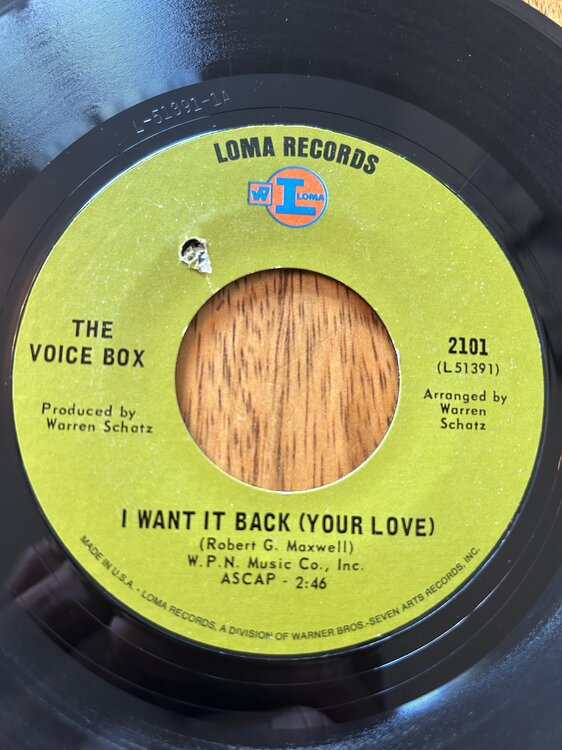 L-51391-1A
LOMA RECORDS
W
L
LOMA
THE
VOICE BOX
Produced by
Warren Schatz
2101
(L 51391)
Arranged by
Warren
Schatz
I WANT IT BACK (YOUR LOVE)
(Robert G. Maxwell)
W.P.N. Music Co., Inc.
ASCAP - 2:46
MADE IN U.S.A. - LOMA RECORDS, A DIVISION OF WARNER BROS.-SEVEN ARTS RECORDS, INC.